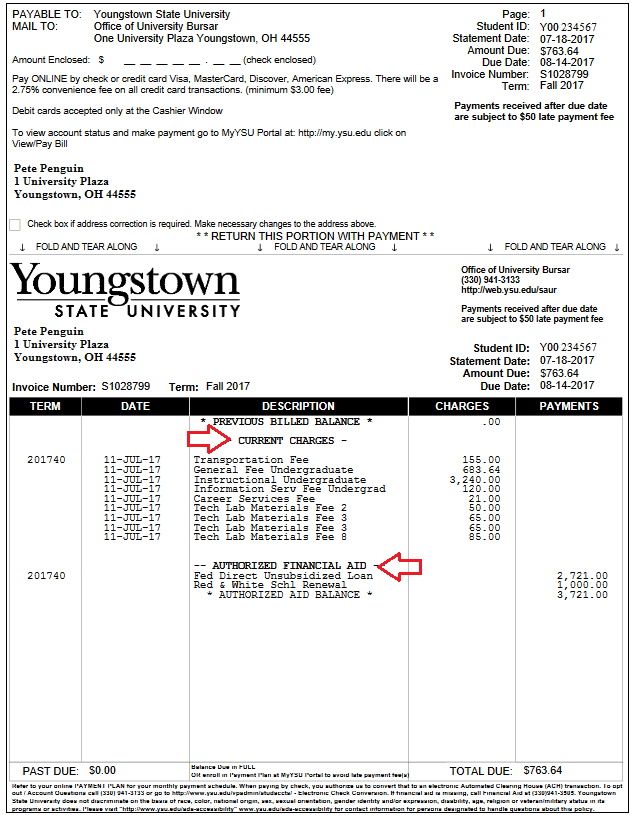 PAYABLE TO: Youngstown State University
MAIL TO: Office of University Bursar
One University Plaza Youngstown, OH 44555
Page: 1
Student ID: Y00 234567
Statement Date: 07-18-2017
Amount Due: $763.64
Due Date: 08-14-2017
Invoice Number: S1028799
Term: Fall 2017
Amount Enclosed: $ __ __ __ __ __ . __ __ (check enclosed)
Pay ONLINE by check or credit card Visa, MasterCard, Discover, American Express. There will be a
2.75% convenience fee on all credit card transactions. (minimum $3.00 fee)
Payments received after due date
are subject to $50 late payment fee
Debit cards accepted only at the Cashier Window
To view account status and make payment go to MyYSU Portal at: http://my.ysu.edu click on
View/Pay Bill
Pete Penguin
1 University Plaza
Youngstown, OH 44555
Check box if address correction is required. Make necessary changes to the address above.
* * RETURN THIS PORTION WITH PAYMENT * *
↓ FOLD AND TEAR ALONG ↓ ↓ FOLD AND TEAR ALONG ↓ ↓ FOLD AND TEAR ALONG ↓
Youngstown
STATE UNIVERSITY
Office of University Bursar
(330) 941-3133
http://web.ysu.edu/saur
Payments received after due date
are subject to $50 late payment fee
Pete Penguin
1 University Plaza
Youngstown, OH 44555
Student ID: Y00 234567
Statement Date: 07-18-2017
Amount Due: $763.64
Due Date: 08-14-2017
Invoice Number: S1028799 Term: Fall 2017
TERM DATE DESCRIPTION CHARGES PAYMENTS
* PREVIOUS BILLED BALANCE * .00
CURRENT CHARGES -
201740 11-JUL-17 Transportation Fee 155.00
11-JUL-17 General Fee Undergraduate 683.64
11-JUL-17 Instructional Undergraduate 3,240.00
11-JUL-17 Information Serv Fee Undergrad 120.00
11-JUL-17 Career Services Fee 21.00
11-JUL-17 Tech Lab Materials Fee 2 50.00
11-JUL-17 Tech Lab Materials Fee 3 65.00
11-JUL-17 Tech Lab Materials Fee 3 65.00
11-JUL-17 Tech Lab Materials Fee 8 85.00
-- AUTHORIZED FINANCIAL AID -
201740 Fed Direct Unsubsidized Loan 2,721.00
Red & White Schl Renewal 1,000.00
* AUTHORIZED AID BALANCE * 3,721.00
PAST DUE: $0.00
Balance Due in FULL
OR enroll in Payment Plan at MyYSU Portal to avoid late payment fee(s)
TOTAL DUE: $763.64
Refer to your online PAYMENT PLAN for your monthly payment schedule. When paying by check, you authorize us to convert that to an electronic Automated Clearing House (ACH) transaction. To opt
out / Account Questions call (330) 941-3133 or go to http://www.ysu.edu/vpadmin/studaccts/ - Electronic Check Conversion. If financial aid is missing, call Financial Aid at (330)941-3505. Youngstown
State University does not discriminate on the basis of race, color, national origin, sex, sexual orientation, gender identity and/or expression, disability, age, religion or veteran/military status in its
programs or activities. Please visit "http://www.ysu.edu/ada-accessibility" www.ysu.edu/ada-accessibility for contact information for persons designated to handle questions about this policy.